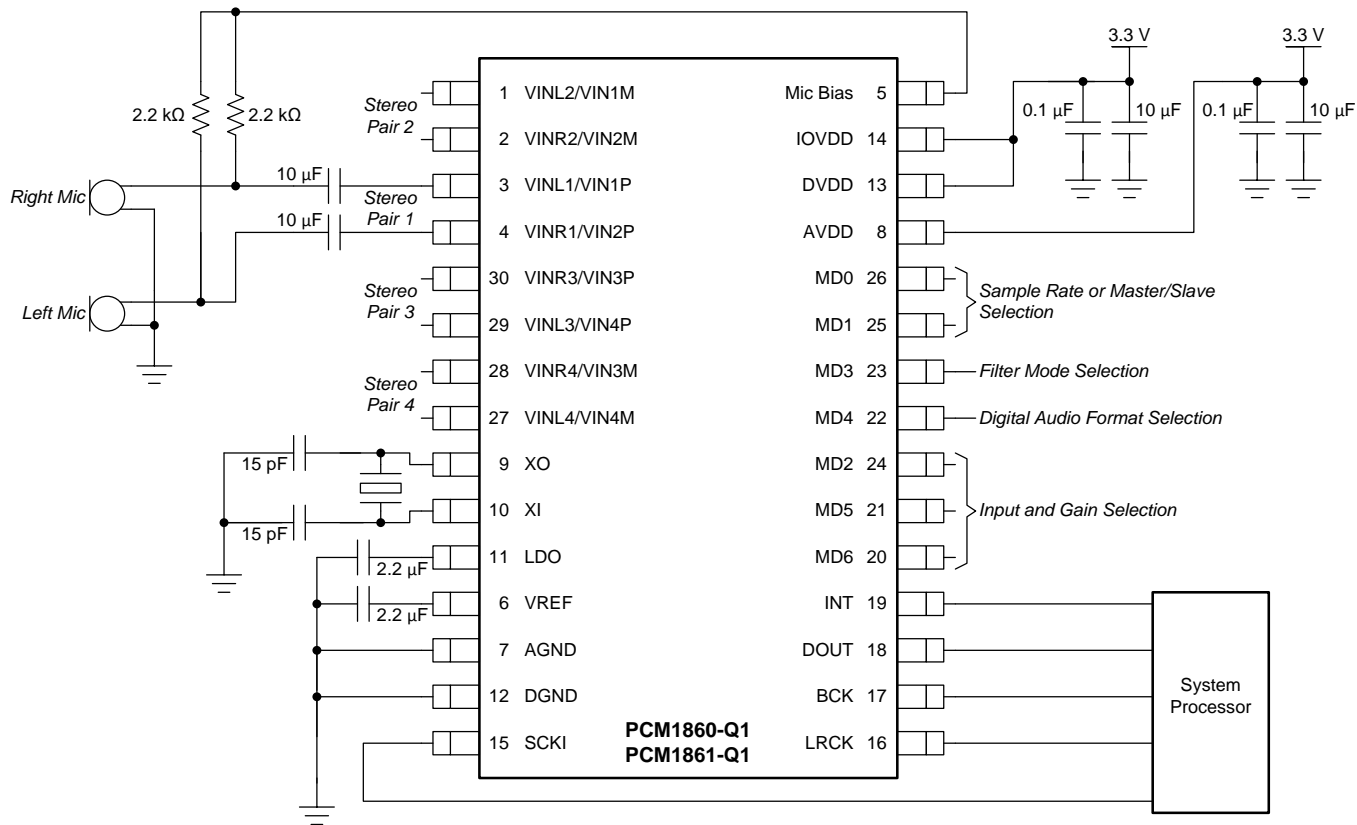 3.3 V
3.3 V
0.1 µF
10 µF
0.1 µF
10 µF
2.2 kΩ
2.2 kΩ
Right Mic
Left Mic
10 µF
10 µF
Stereo
Pair 2
Stereo
Pair 1
Stereo
Pair 3
Stereo
Pair 4
15 pF
15 pF
2.2 µF
2.2 µF
1 VINL2/VIN1M
2 VINR2/VIN2M
3 VINL1/VIN1P
4 VINR1/VIN2P
30 VINR3/VIN3P
29 VINL3/VIN4P
28 VINR4/VIN3M
27 VINL4/VIN4M
9 XO
10 XI
11 LDO
6 VREF
7 AGND
12 DGND
15 SCKI
Mic Bias 5
IOVDD 14
DVDD 13
AVDD 8
MD0 26
MD1 25
MD3 23
MD4 22
MD2 24
MD5 21
MD6 20
INT 19
DOUT 18
BCK 17
LRCK 16
PCM1860-Q1
PCM1861-Q1
Sample Rate or Master/Slave
Selection
Filter Mode Selection
Digital Audio Format Selection
Input and Gain Selection
System
Processor